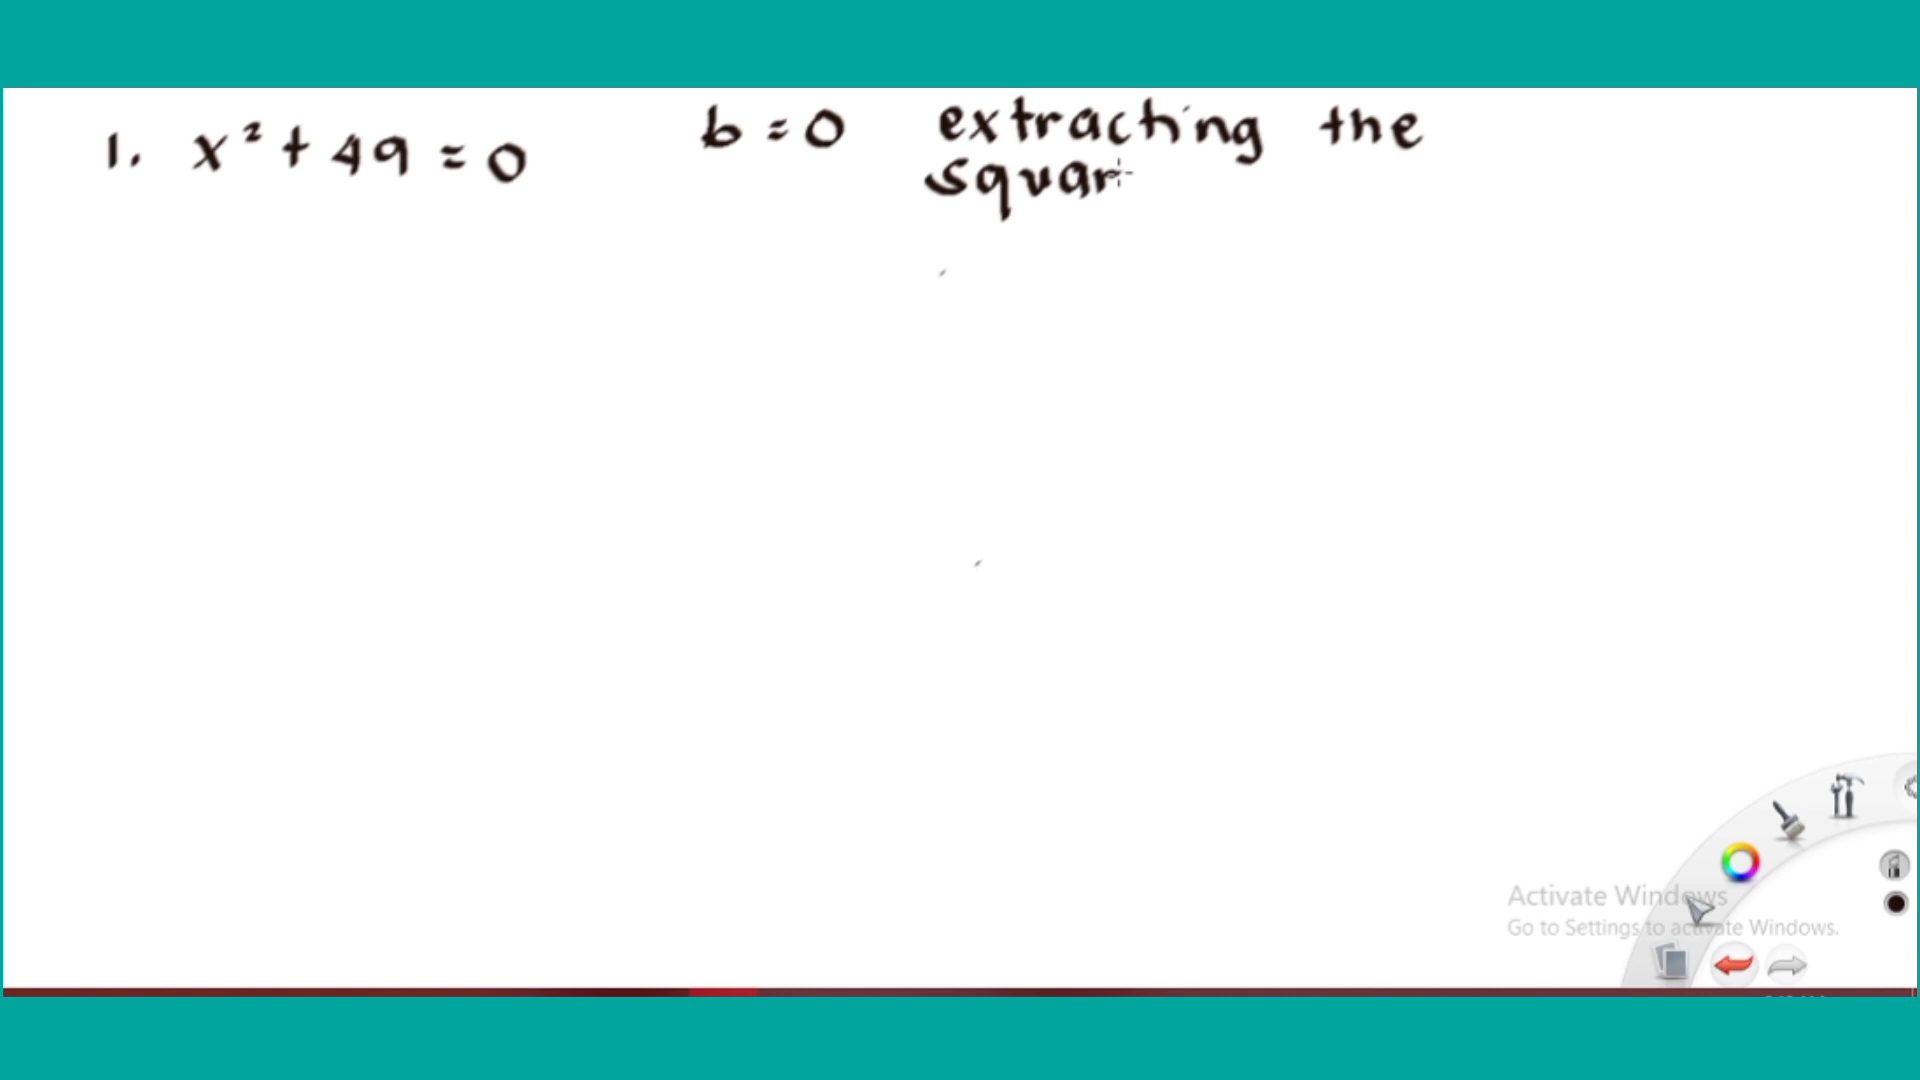 1. x² + 49 = 0 b = 0 extracting the
squar
Activate Windows
Go to Settings to activate Windows.